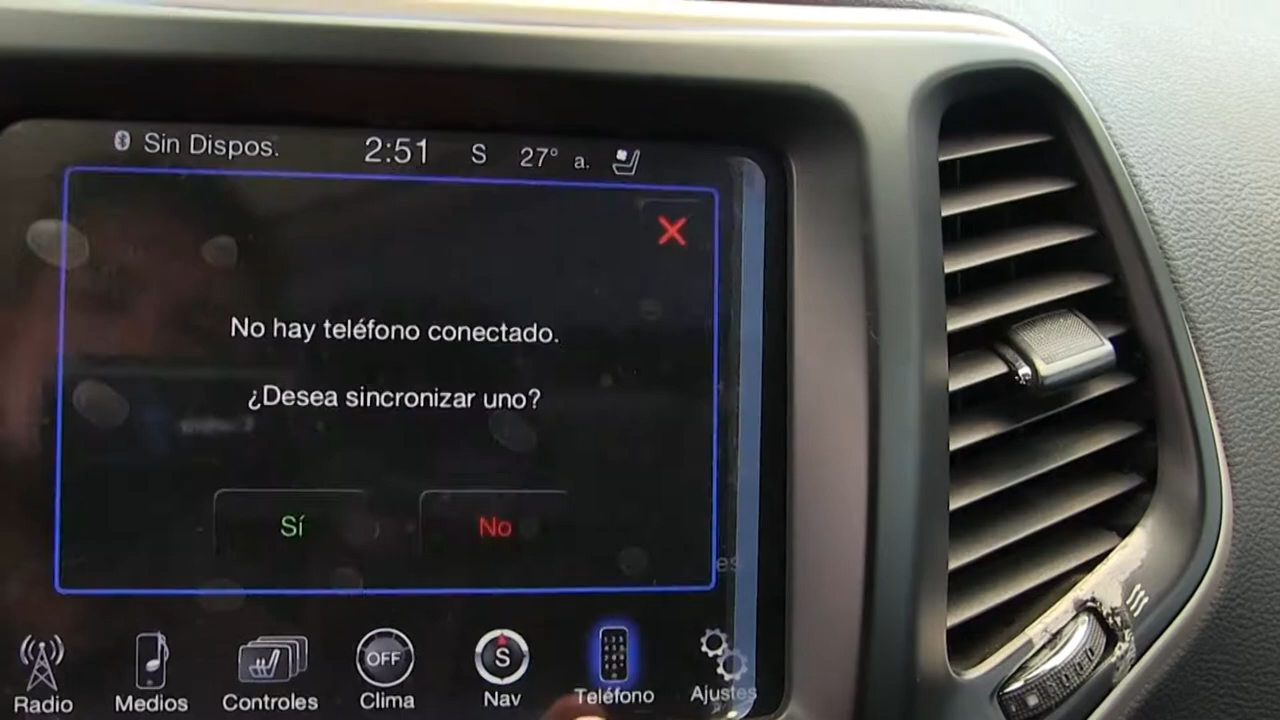 Sin Dispos. 2:51 S 27° a.
No hay teléfono conectado.
¿Desea sincronizar uno?
Sí No
es
OFF S
Radio Medios Controles Clima Nav Teléfono Ajustes